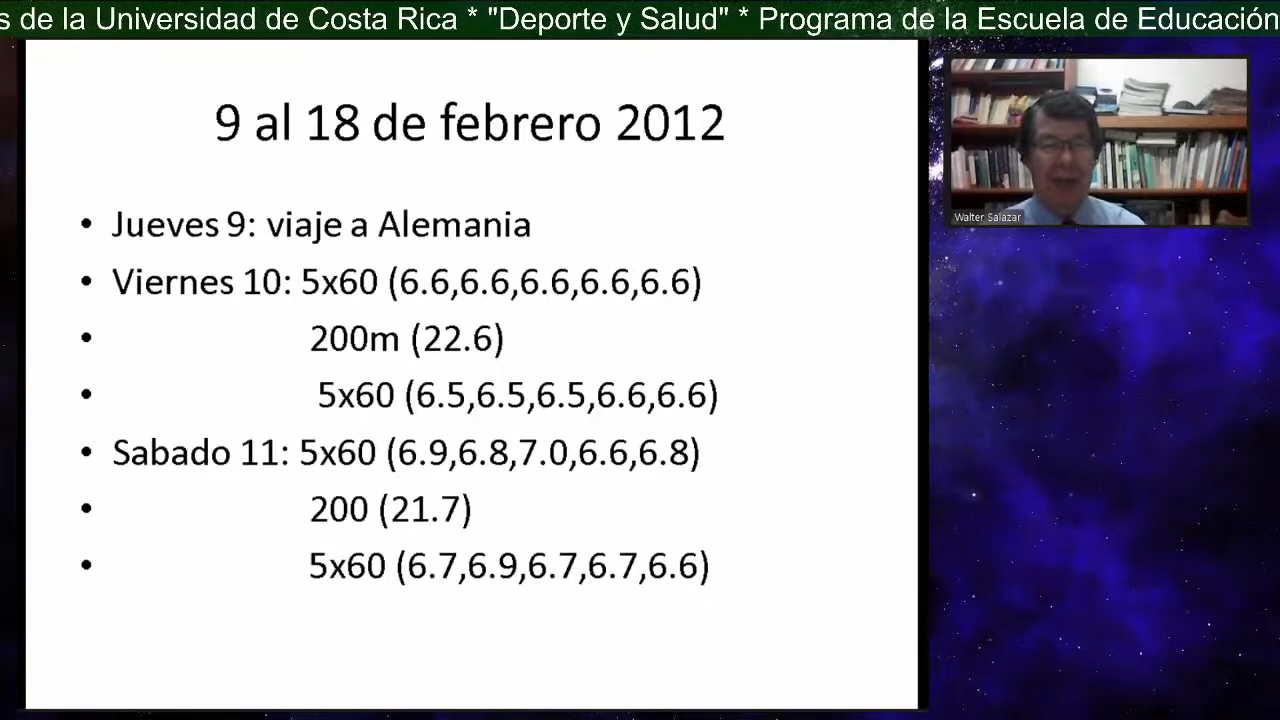 s de la Universidad de Costa Rica * "Deporte y Salud" * Programa de la Escuela de Educación
9 al 18 de febrero 2012
• Jueves 9: viaje a Alemania
• Viernes 10: 5x60 (6.6,6.6,6.6,6.6,6.6)
• 200m (22.6)
• 5x60 (6.5,6.5,6.5,6.6,6.6)
• Sabado 11: 5x60 (6.9,6.8,7.0,6.6,6.8)
• 200 (21.7)
• 5x60 (6.7,6.9,6.7,6.7,6.6)
Walter Salazar